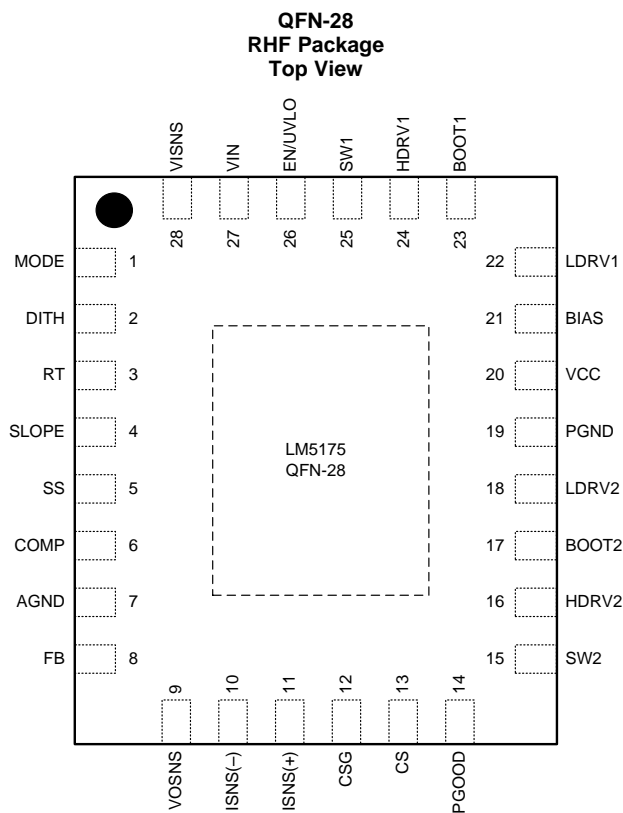 QFN-28
RHF Package
Top View
VISNS
VIN
EN/UVLO
SW1
HDRV1
BOOT1
28
27
26
25
24
23
MODE 1
DITH 2
RT 3
SLOPE 4
SS 5
COMP 6
AGND 7
FB 8
LM5175
QFN-28
22 LDRV1
21 BIAS
20 VCC
19 PGND
18 LDRV2
17 BOOT2
16 HDRV2
15 SW2
9
10
11
12
13
14
VOSNS
ISNS(–)
ISNS(+)
CSG
CS
PGOOD